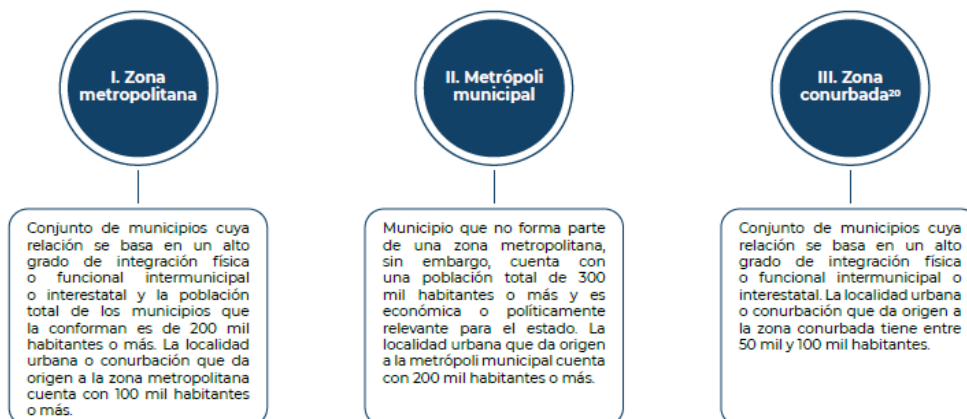 I. Zona
metropolitana
Conjunto de municipios cuya
relación se basa en un alto
grado de integración física
o funcional intermunicipal
o interestatal y la población
total de los municipios que
la conforman es de 200 mil
habitantes o más. La localidad
urbana o conurbación que da
origen a la zona metropolitana
cuenta con 100 mil habitantes
o más.
II. Metrópoli
municipal
Municipio que no forma parte
de una zona metropolitana,
sin embargo, cuenta con
una población total de 300
mil habitantes o más y es
económica o políticamente
relevante para el estado. La
localidad urbana que da origen
a la metrópoli municipal cuenta
con 200 mil habitantes o más.
III. Zona
conurbada²⁰
Conjunto de municipios cuya
relación se basa en un alto
grado de integración física
o funcional intermunicipal o
interestatal. La localidad urbana
o conurbación que da origen a
la zona conurbada tiene entre
50 mil y 100 mil habitantes.